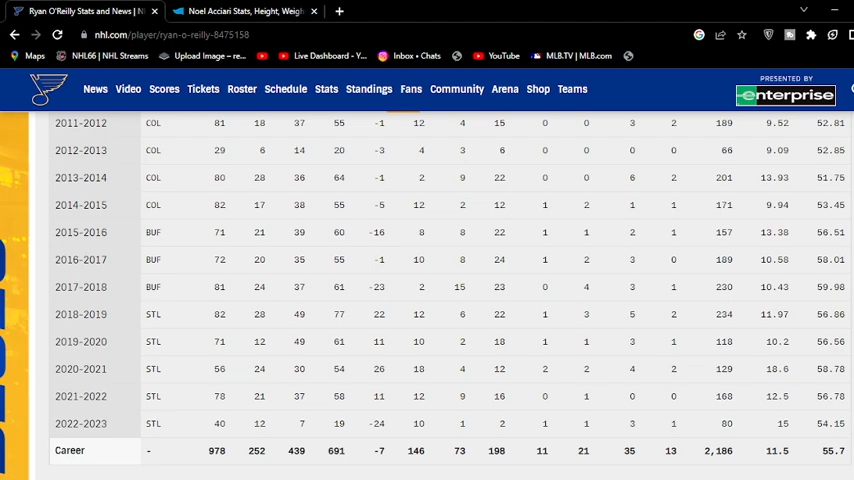 Ryan O'Reilly Stats and News | NH
Noel Acciari Stats, Height, Weigh
nhl.com/player/ryan-o-reilly-8475158
Maps NHL66 | NHL Streams Upload Image – re... Live Dashboard - Y... Inbox • Chats YouTube MLB.TV | MLB.com
PRESENTED BY
News Video Scores Tickets Roster Schedule Stats Standings Fans Community Arena Shop Teams enterprise
2011-2012 COL 81 18 37 55 -1 12 4 15 0 0 3 2 189 9.52 52.81
2012-2013 COL 29 6 14 20 -3 4 3 6 0 0 0 0 66 9.09 52.85
2013-2014 COL 80 28 36 64 -1 2 9 22 0 0 6 2 201 13.93 51.75
2014-2015 COL 82 17 38 55 -5 12 2 12 1 2 1 1 171 9.94 53.45
2015-2016 BUF 71 21 39 60 -16 8 8 22 1 1 2 1 157 13.38 56.51
2016-2017 BUF 72 20 35 55 -1 10 8 24 1 2 3 0 189 10.58 58.01
2017-2018 BUF 81 24 37 61 -23 2 15 23 0 4 3 1 230 10.43 59.98
2018-2019 STL 82 28 49 77 22 12 6 22 1 3 5 2 234 11.97 56.86
2019-2020 STL 71 12 49 61 11 10 2 18 1 1 3 1 118 10.2 56.56
2020-2021 STL 56 24 30 54 26 18 4 12 2 2 4 2 129 18.6 58.78
2021-2022 STL 78 21 37 58 11 12 9 16 0 1 0 0 168 12.5 56.78
2022-2023 STL 40 12 7 19 -24 10 1 2 1 1 3 1 80 15 54.15
Career - 978 252 439 691 -7 146 73 198 11 21 35 13 2,186 11.5 55.7